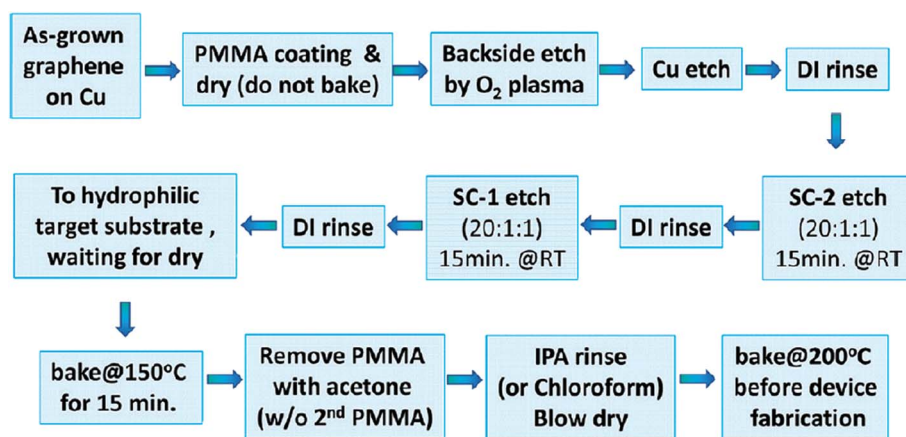 As-grown
graphene
on Cu
PMMA coating &
dry (do not bake)
Backside etch
by O₂ plasma
Cu etch
DI rinse
SC-2 etch
(20:1:1)
15min. @RT
DI rinse
SC-1 etch
(20:1:1)
15min. @RT
DI rinse
To hydrophilic
target substrate ,
waiting for dry
bake@150°C
for 15 min.
Remove PMMA
with acetone
(w/o 2ⁿᵈ PMMA)
IPA rinse
(or Chloroform)
Blow dry
bake@200°C
before device
fabrication